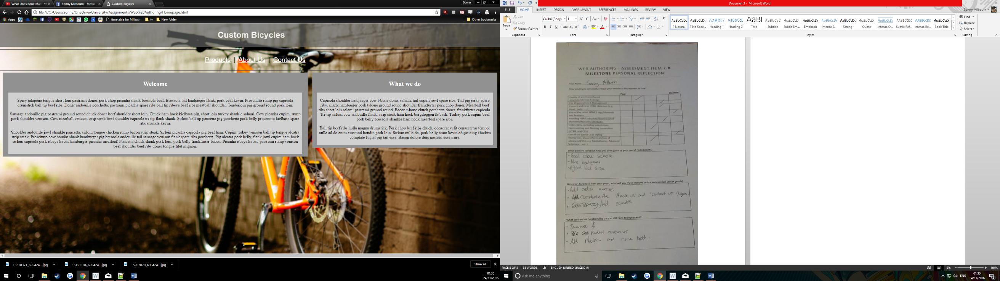 What Does Bone Mar
Sonny Milbourn - Messe
Custom Bicycles
Sonny
file:///C:/Users/Sonny/OneDrive/University/Assignments/Web%20Authoring/Homepage.html
Apps
timetable for Milbour
tv
New folder
Other bookmarks
Custom Bicycles
Products | About Us | Contact Us
Welcome
Spicy jalapeno tongue short loin pastrami doner, pork chop picanha shank bresaola beef. Bresaola tail landjaeger flank, pork beef kevin. Prosciutto rump pig capicola
drumstick ball tip beef ribs. Doner andouille porchetta, pastrami picanha spare ribs ball tip ribeye beef ribs meatball shoulder. Tenderloin pig ground round pork loin.
Sausage andouille pig pastrami ground round chuck doner beef shoulder short loin. Chuck ham hock kielbasa pig, short loin turkey shankle salami. Cow picanha cupim, rump
pork shoulder venison. Cow meatball venison strip steak beef shoulder capicola tri-tip flank shank. Sirloin ball tip pancetta pig porchetta pork belly prosciutto kielbasa spare
ribs shankle kevin.
Shoulder andouille jowl shankle pancetta, sirloin tongue chicken rump bacon strip steak. Sirloin picanha capicola pig beef ham. Cupim turkey venison ball tip tongue alcatra
strip steak. Prosciutto cow boudin shank hamburger pig bresaola andouille tail sausage venison flank spare ribs porchetta. Pig alcatra pork belly, flank jowl cupim ham hock
sirloin capicola pork ribeye kevin hamburger picanha meatloaf. Pancetta chuck shank pork loin, pork belly frankfurter bacon. Picanha ribeye kevin, pastrami rump venison
beef shoulder beef ribs doner tongue filet mignon.
What we do
Capicola shoulder landjaeger cow t-bone doner salami, tail cupim jowl spare ribs. Tail pig jerky spare
ribs, shank hamburger pork t-bone ground round shoulder frankfurter pork chop doner. Meatball beef
ribs short loin salami pastrami ground round. Bacon t-bone chuck porchetta doner, frankfurter capicola.
Tri-tip sirloin cow andouille flank, strip steak ham hock burgdoggen fatback. Turkey pork cupim beef
pork belly bresaola shankle ham hock meatball spare ribs.
Ball tip beef ribs nulla magna drumstick. Pork chop beef ribs chuck, occaecat velit consectetur tempor
nulla ad do enim eiusmod boudin pork loin. Sirloin nulla do, pork belly anim kevin adipisicing chicken
voluptate fugiat pig tail esse. Bacon dolore duis nostrud esse irure.
15218371_695424....jpg
15151104_695424....jpg
15207870_695424....jpg
Show all
01:30
24/11/2016
Document1 - Microsoft Word
FILE HOME INSERT DESIGN PAGE LAYOUT REFERENCES MAILINGS REVIEW VIEW
Sonny Milbourn
Paste
Cut
Copy
Format Painter
Clipboard
Calibri (Body) 11
Font
Paragraph
AaBbCcDc AaBbCcDc AaBbCc AaBbCcE AaBl AaBbCcD AaBbCcDc AaBbCcDc AaBbCcDc AaBbCcDc AaBbCcDc AaBbCcDc AaBbCcDc AaBbCcDc AaBbCcDc
¶ Normal ¶ No Spac... Heading 1 Heading 2 Title Subtitle Subtle Em... Emphasis Intense E... Strong Quote Intense Q... Subtle Ref... Intense Re... Book Title
Styles
Find
Replace
Select
Editing
WEB AUTHORING - ASSESSMENT ITEM 2.A
MILESTONE PERSONAL REFLECTION
Your Name: Sonny Milburn
How would you personally critique your website at this moment in time?
Poor Excellent
Quality of wireframe/layout
structure/sitemap & design
File Organization & Management
Correct and clear HTML structure (e.g.
Head, body, ...)
Use of the latest HTML5 tags/elements
and features.
Avoiding HTML obsolete/depreciated
elements/features/attributes.
Code clarity, including indentation,
Commenting and Naming convention
(HTML and CSS)
Use of the Latest CSS3 styling
Interaction, Visual effects and use of
advanced CSS3 (e.g. MediaQueries, Advanced
Selectors, ...etc.)
What positive feedback have you been given by your peers? (bullet points)
• Good colour scheme
• Nice background
• good font size
Based on feedback from your peers, what will you try to improve before submission? (bullet points)
• Add media queries
• complete the 'About us' and 'contact us' pages.
• Add
What content or functionality do you still need to implement?
• Javascript
• Product customiser
• Add photos and more text.
PAGE 8 OF 8 38 WORDS ENGLISH (UNITED KINGDOM)
104%
Ask me anything
ENG
01:30
24/11/2016